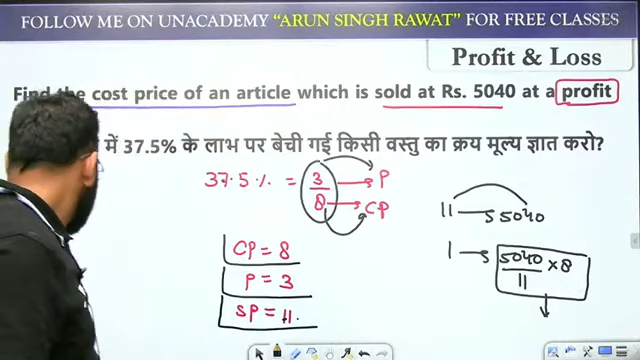 FOLLOW ME ON UNACADEMY “ARUN SINGH RAWAT” FOR FREE CLASSES
Profit & Loss
Find the cost price of an article which is sold at Rs. 5040 at a profit
में 37.5% के लाभ पर बेची गई किसी वस्तु का क्रय मूल्य ज्ञात करो?
37.5% = 3/8
P
CP
CP = 8
P = 3
SP = 11.
11 → 5040
1 → 5040/11 × 8